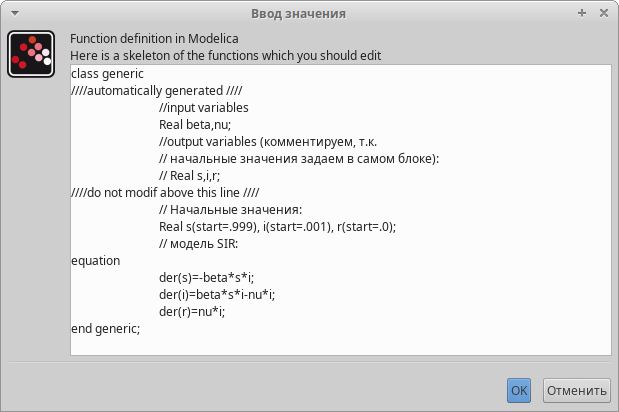 Ввод значения
Function definition in Modelica
Here is a skeleton of the functions which you should edit
class generic
////automatically generated ////
//input variables
Real beta,nu;
//output variables (комментируем, т.к.
// начальные значения задаем в самом блоке):
// Real s,i,r;
////do not modif above this line ////
// Начальные значения:
Real s(start=.999), i(start=.001), r(start=.0);
// модель SIR:
equation
der(s)=-beta*s*i;
der(i)=beta*s*i-nu*i;
der(r)=nu*i;
end generic;
OK
Отменить